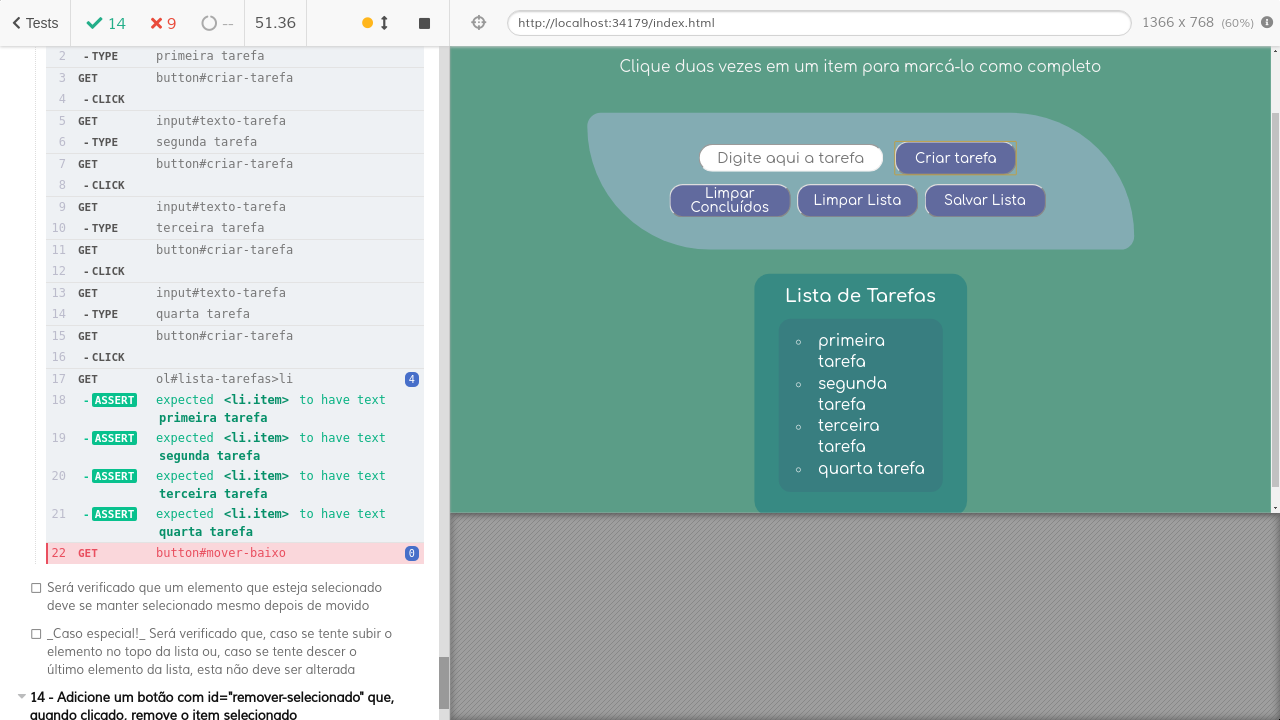 Tests
14
9
--
51.36
http://localhost:34179/index.html
1366 x 768 (60%)
2 - TYPE primeira tarefa
3 GET button#criar-tarefa
4 - CLICK
5 GET input#texto-tarefa
6 - TYPE segunda tarefa
7 GET button#criar-tarefa
8 - CLICK
9 GET input#texto-tarefa
10 - TYPE terceira tarefa
11 GET button#criar-tarefa
12 - CLICK
13 GET input#texto-tarefa
14 - TYPE quarta tarefa
15 GET button#criar-tarefa
16 - CLICK
17 GET ol#lista-tarefas>li 4
18 - ASSERT expected <li.item> to have text
primeira tarefa
19 - ASSERT expected <li.item> to have text
segunda tarefa
20 - ASSERT expected <li.item> to have text
terceira tarefa
21 - ASSERT expected <li.item> to have text
quarta tarefa
22 GET button#mover-baixo 0
Será verificado que um elemento que esteja selecionado
deve se manter selecionado mesmo depois de movido
_Caso especial!_ Será verificado que, caso se tente subir o
elemento no topo da lista ou, caso se tente descer o
último elemento da lista, esta não deve ser alterada
14 - Adicione um botão com id="remover-selecionado" que,
quando clicado, remove o item selecionado
Clique duas vezes em um item para marcá-lo como completo
Digite aqui a tarefa
Criar tarefa
Limpar
Concluídos
Limpar Lista
Salvar Lista
Lista de Tarefas
primeira
tarefa
segunda
tarefa
terceira
tarefa
quarta tarefa